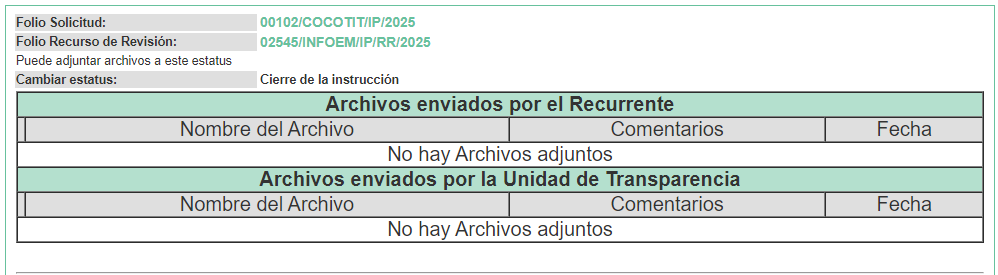 Folio Solicitud: 00102/COCOTIT/IP/2025
Folio Recurso de Revisión: 02545/INFOEM/IP/RR/2025
Puede adjuntar archivos a este estatus
Cambiar estatus: Cierre de la instrucción
Archivos enviados por el Recurrente
Nombre del Archivo Comentarios Fecha
No hay Archivos adjuntos
Archivos enviados por la Unidad de Transparencia
Nombre del Archivo Comentarios Fecha
No hay Archivos adjuntos